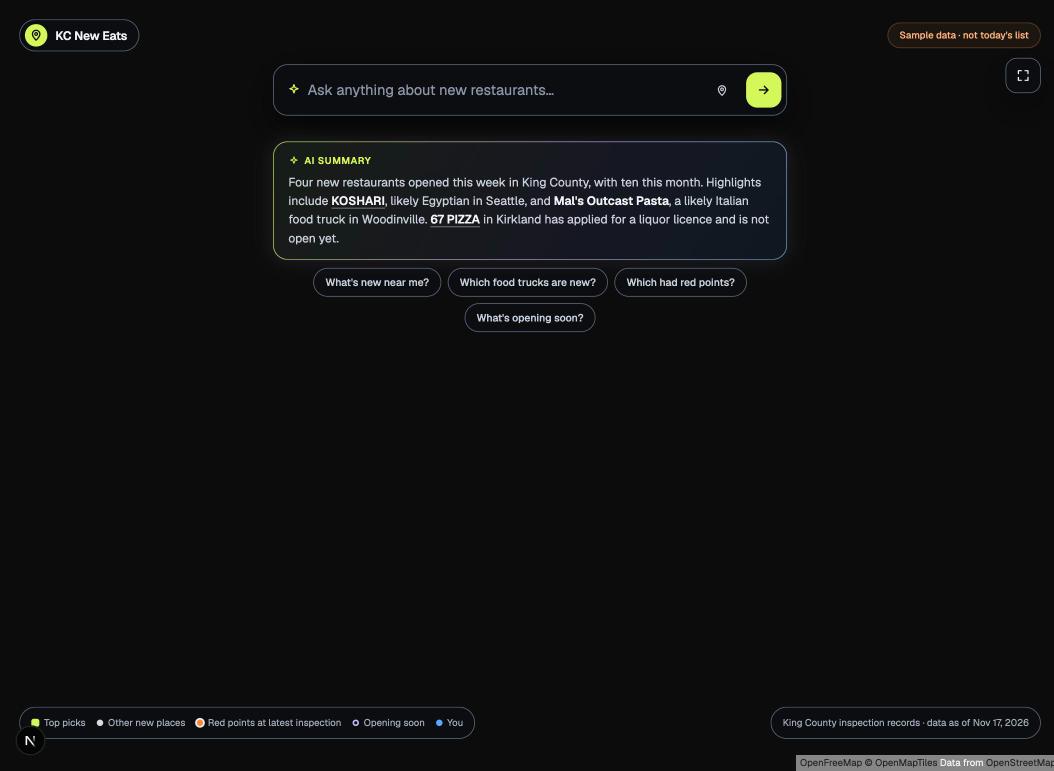 KC New Eats
Sample data · not today's list
Ask anything about new restaurants...
AI SUMMARY
Four new restaurants opened this week in King County, with ten this month. Highlights
include KOSHARI, likely Egyptian in Seattle, and Mal's Outcast Pasta, a likely Italian
food truck in Woodinville. 67 PIZZA in Kirkland has applied for a liquor licence and is not
open yet.
What's new near me?
Which food trucks are new?
Which had red points?
What's opening soon?
Top picks
Other new places
Red points at latest inspection
Opening soon
You
King County inspection records · data as of Nov 17, 2026
N
OpenFreeMap © OpenMapTiles Data from OpenStreetMap